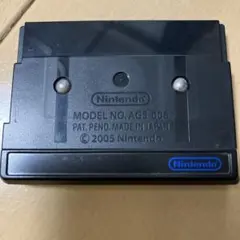 Nintendo
MODEL NO. AGS-006
PAT. PEND. MADE IN JAPAN
© 2005 Nintendo
Nintendo